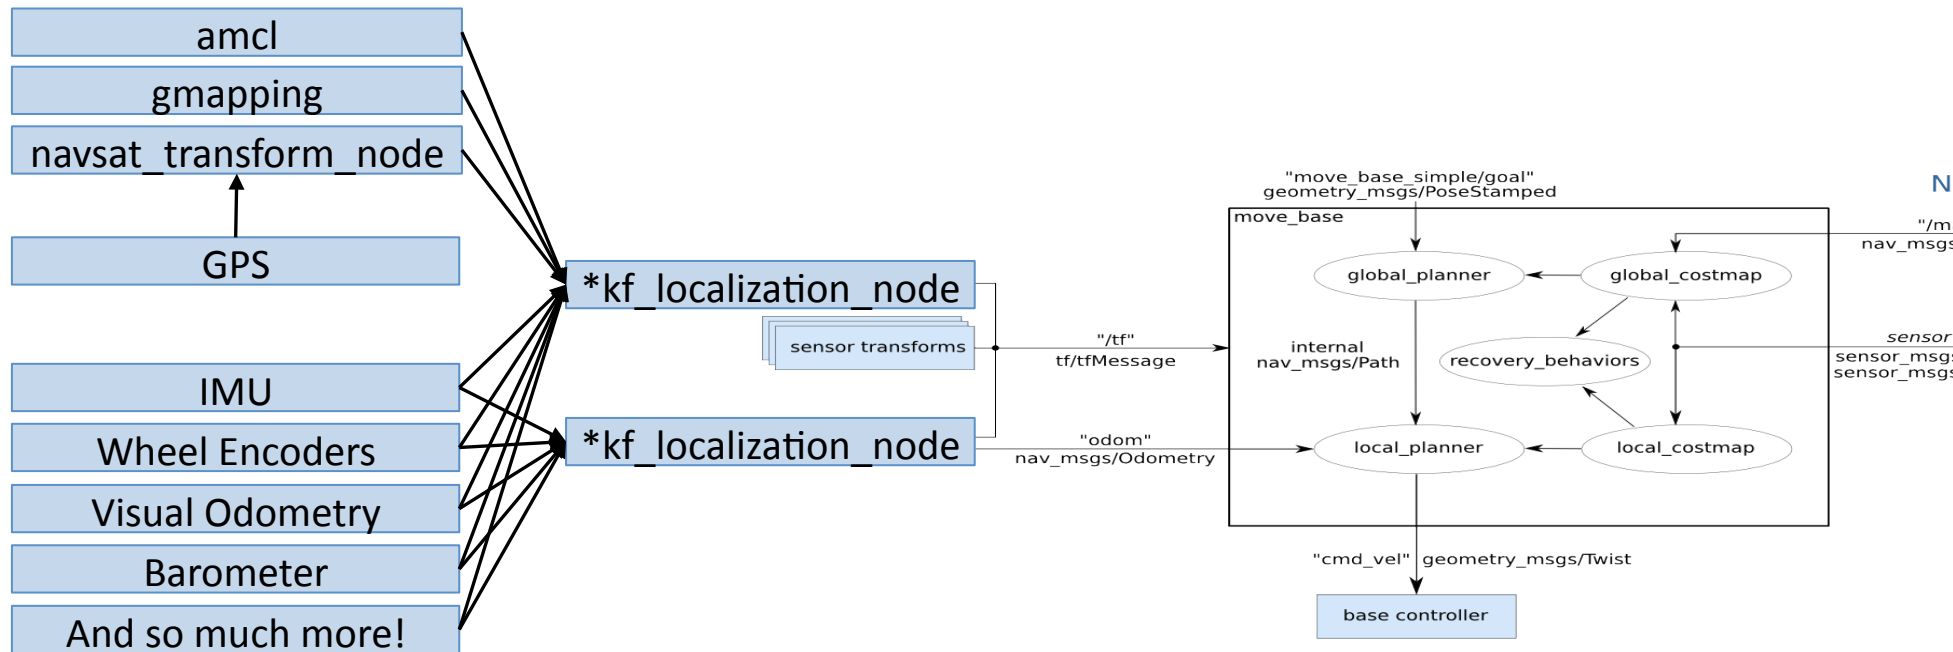 amcl
gmapping
navsat_transform_node
GPS
IMU
Wheel Encoders
Visual Odometry
Barometer
And so much more!
*kf_localization_node
sensor transforms
*kf_localization_node
"/tf"
tf/tfMessage
"odom"
nav_msgs/Odometry
"move_base_simple/goal"
geometry_msgs/PoseStamped
move_base
global_planner
global_costmap
internal
nav_msgs/Path
recovery_behaviors
local_planner
local_costmap
"cmd_vel" geometry_msgs/Twist
base controller
N
"/m
nav_msgs
sensor
sensor_msgs
sensor_msgs